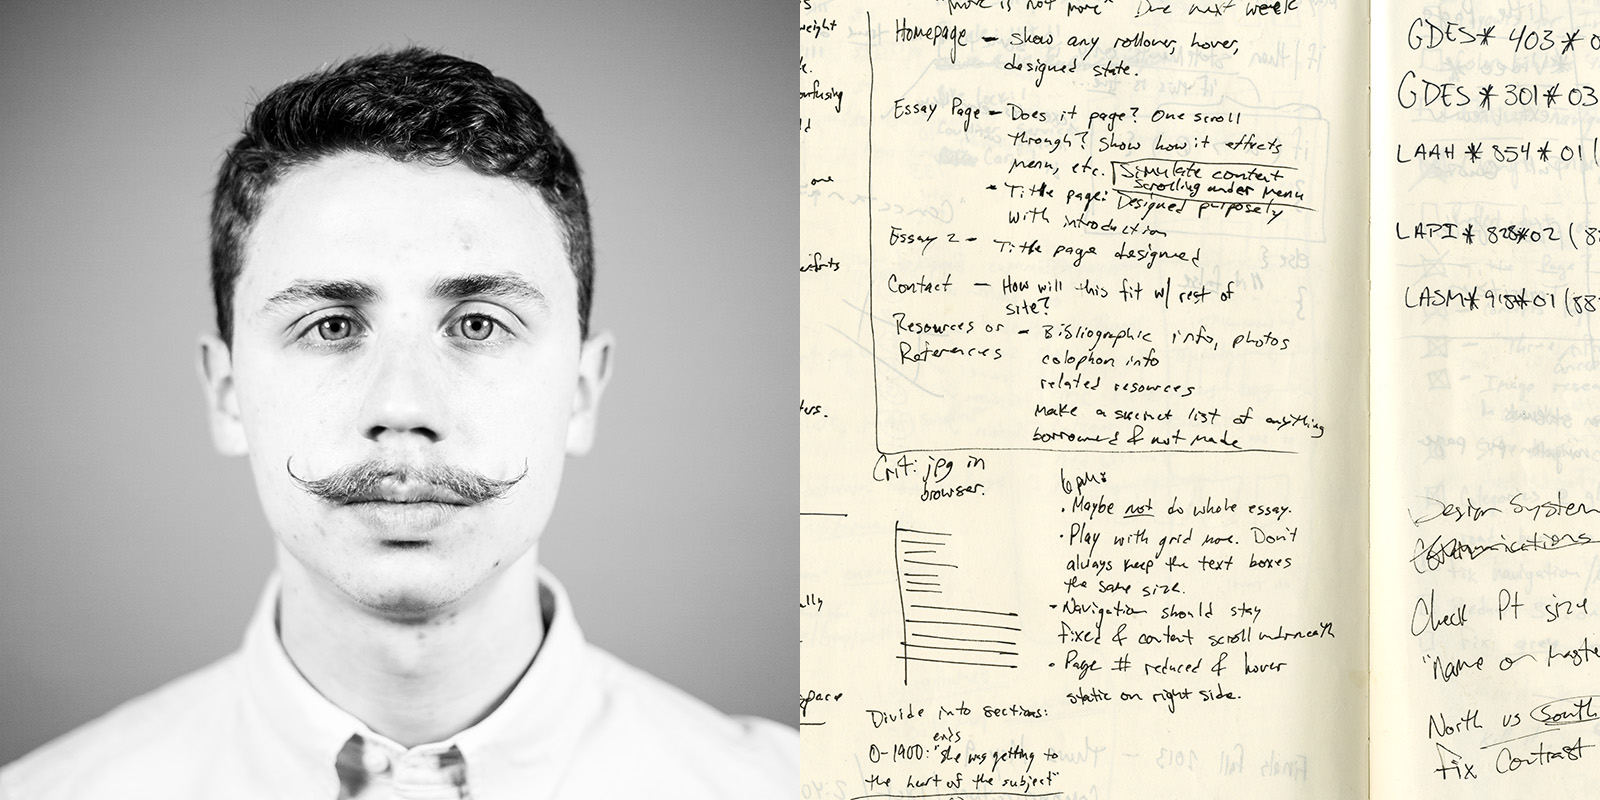 "more is not more" Due next week
Homepage - Show any rollover, hover,
designed state.
Essay Page - Does it page? One scroll
through? Show how it effects
menu, etc. Simulate content
scrolling under menu
- Title page: Designed purposely
with introduction
Essay 2 - Title page designed
Contact - How will this fit w/ rest of
site?
Resources or - Bibliographic info, photos
References colophon info
related resources
make a succinct list of anything
borrowed & not made
Crit: jpg in
browser.
6pm:
• Maybe not do whole essay.
• Play with grid more. Don't
always keep the text boxes
the same size.
• Navigation should stay
fixed & content scroll underneath
• Page # reduced & hover
static on right side.
Divide into sections:
ends
0-1900: "she was getting to
the heart of the subject"
weight
confusing
one
space
GDES* 403 * 0
GDES * 301 * 03
LAAH * 854 * 01 (
LAPI * 828*02 (8
LASM*918*01 (88
Design System
Communications
Check Pt size
"Name on
North vs South
fix Contrast